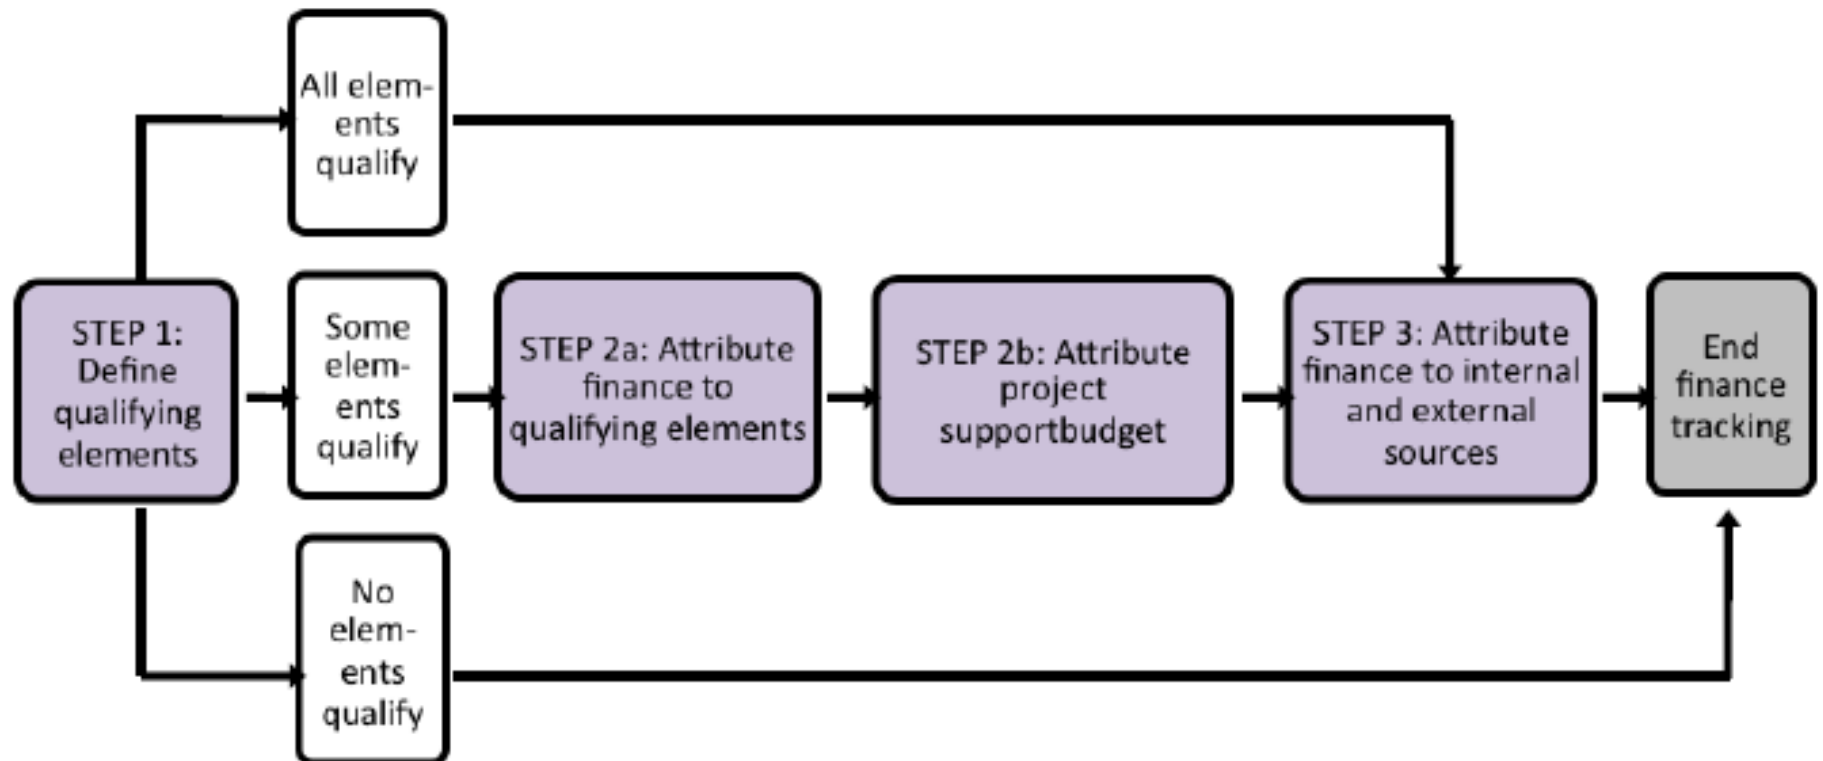 All elem-
ents
qualify
STEP 1:
Define
qualifying
elements
Some
elem-
ents
qualify
STEP 2a: Attribute
finance to
qualifying elements
STEP 2b: Attribute
project
supportbudget
STEP 3: Attribute
finance to internal
and external
sources
End
finance
tracking
No
elem-
ents
qualify